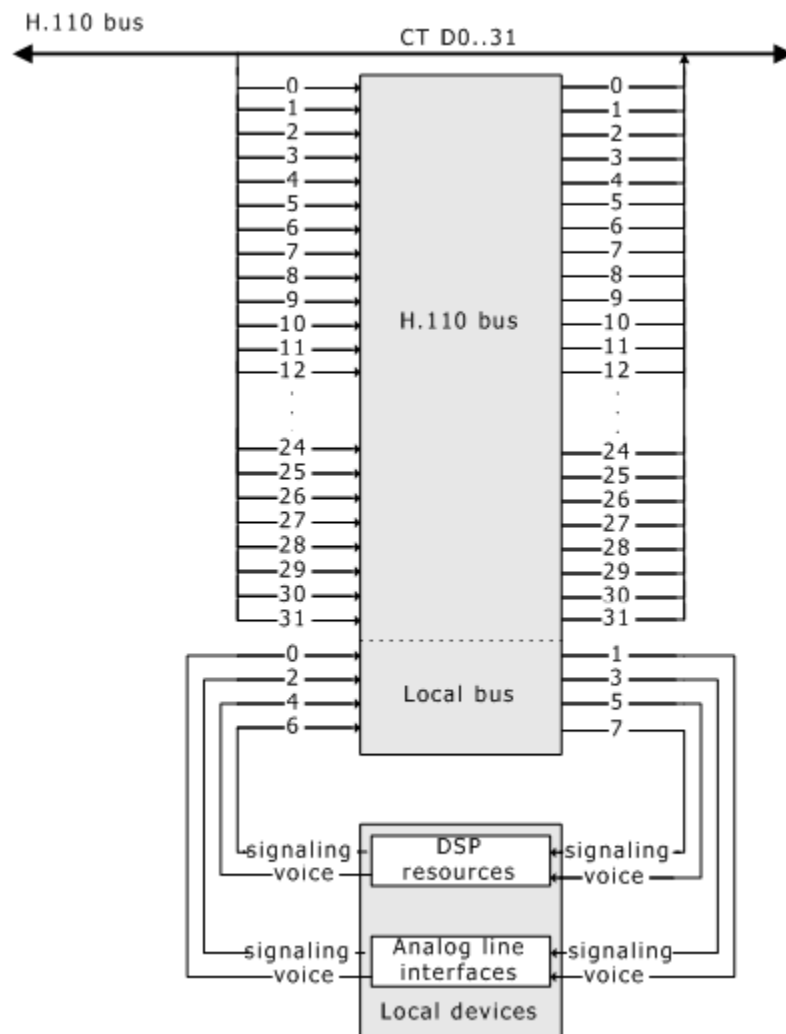 H.110 bus
CT D0..31
0 0
1 1
2 2
3 3
4 4
5 5
6 6
7 7
8 8
9 9
10 10
11 11
12 12
24 24
25 25
26 26
27 27
28 28
29 29
30 30
31 31
H.110 bus
0 1
2 3
4 5
6 7
Local bus
signaling DSP signaling
voice resources voice
signaling Analog line signaling
voice interfaces voice
Local devices